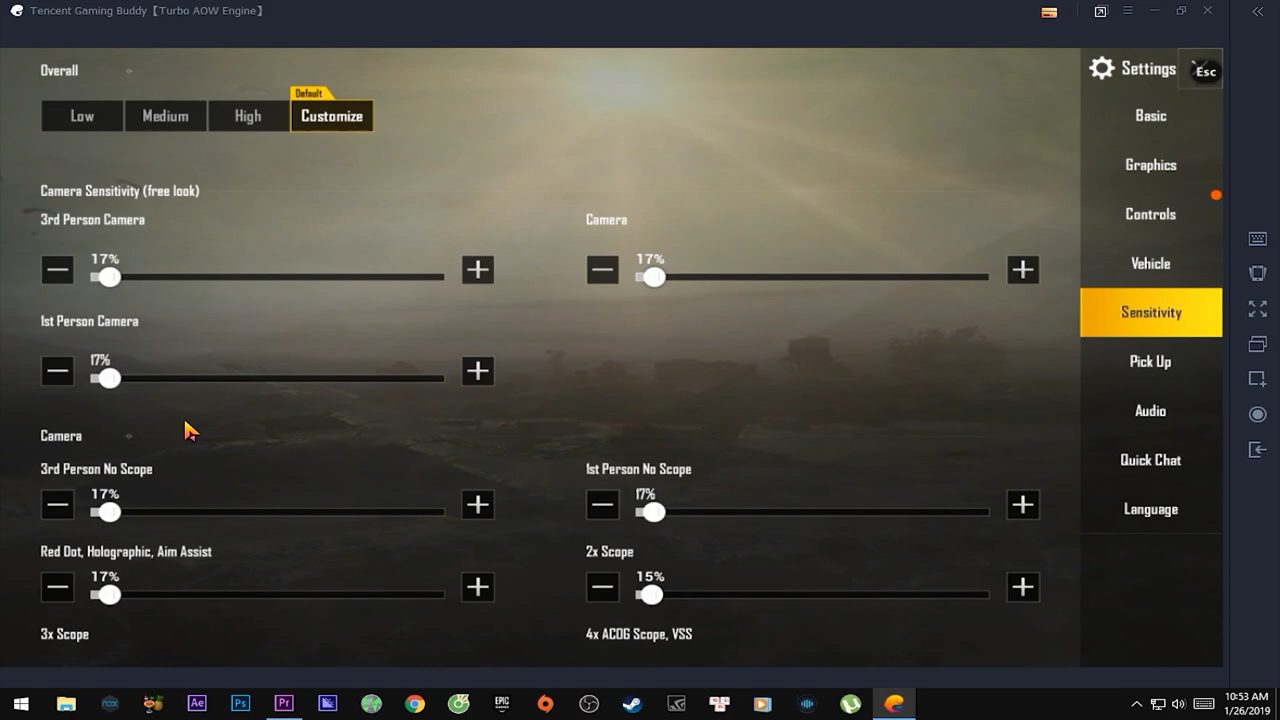 Tencent Gaming Buddy【Turbo AOW Engine】
Overall
Default
Low
Medium
High
Customize
Camera Sensitivity (free look)
3rd Person Camera
17%
Camera
17%
1st Person Camera
17%
Camera
3rd Person No Scope
17%
1st Person No Scope
17%
Red Dot, Holographic, Aim Assist
17%
2x Scope
15%
3x Scope
4x ACOG Scope, VSS
Settings
Esc
Basic
Graphics
Controls
Vehicle
Sensitivity
Pick Up
Audio
Quick Chat
Language
nox
Ae
Ps
Pr
EPIC
GAMES
10:53 AM
1/26/2019